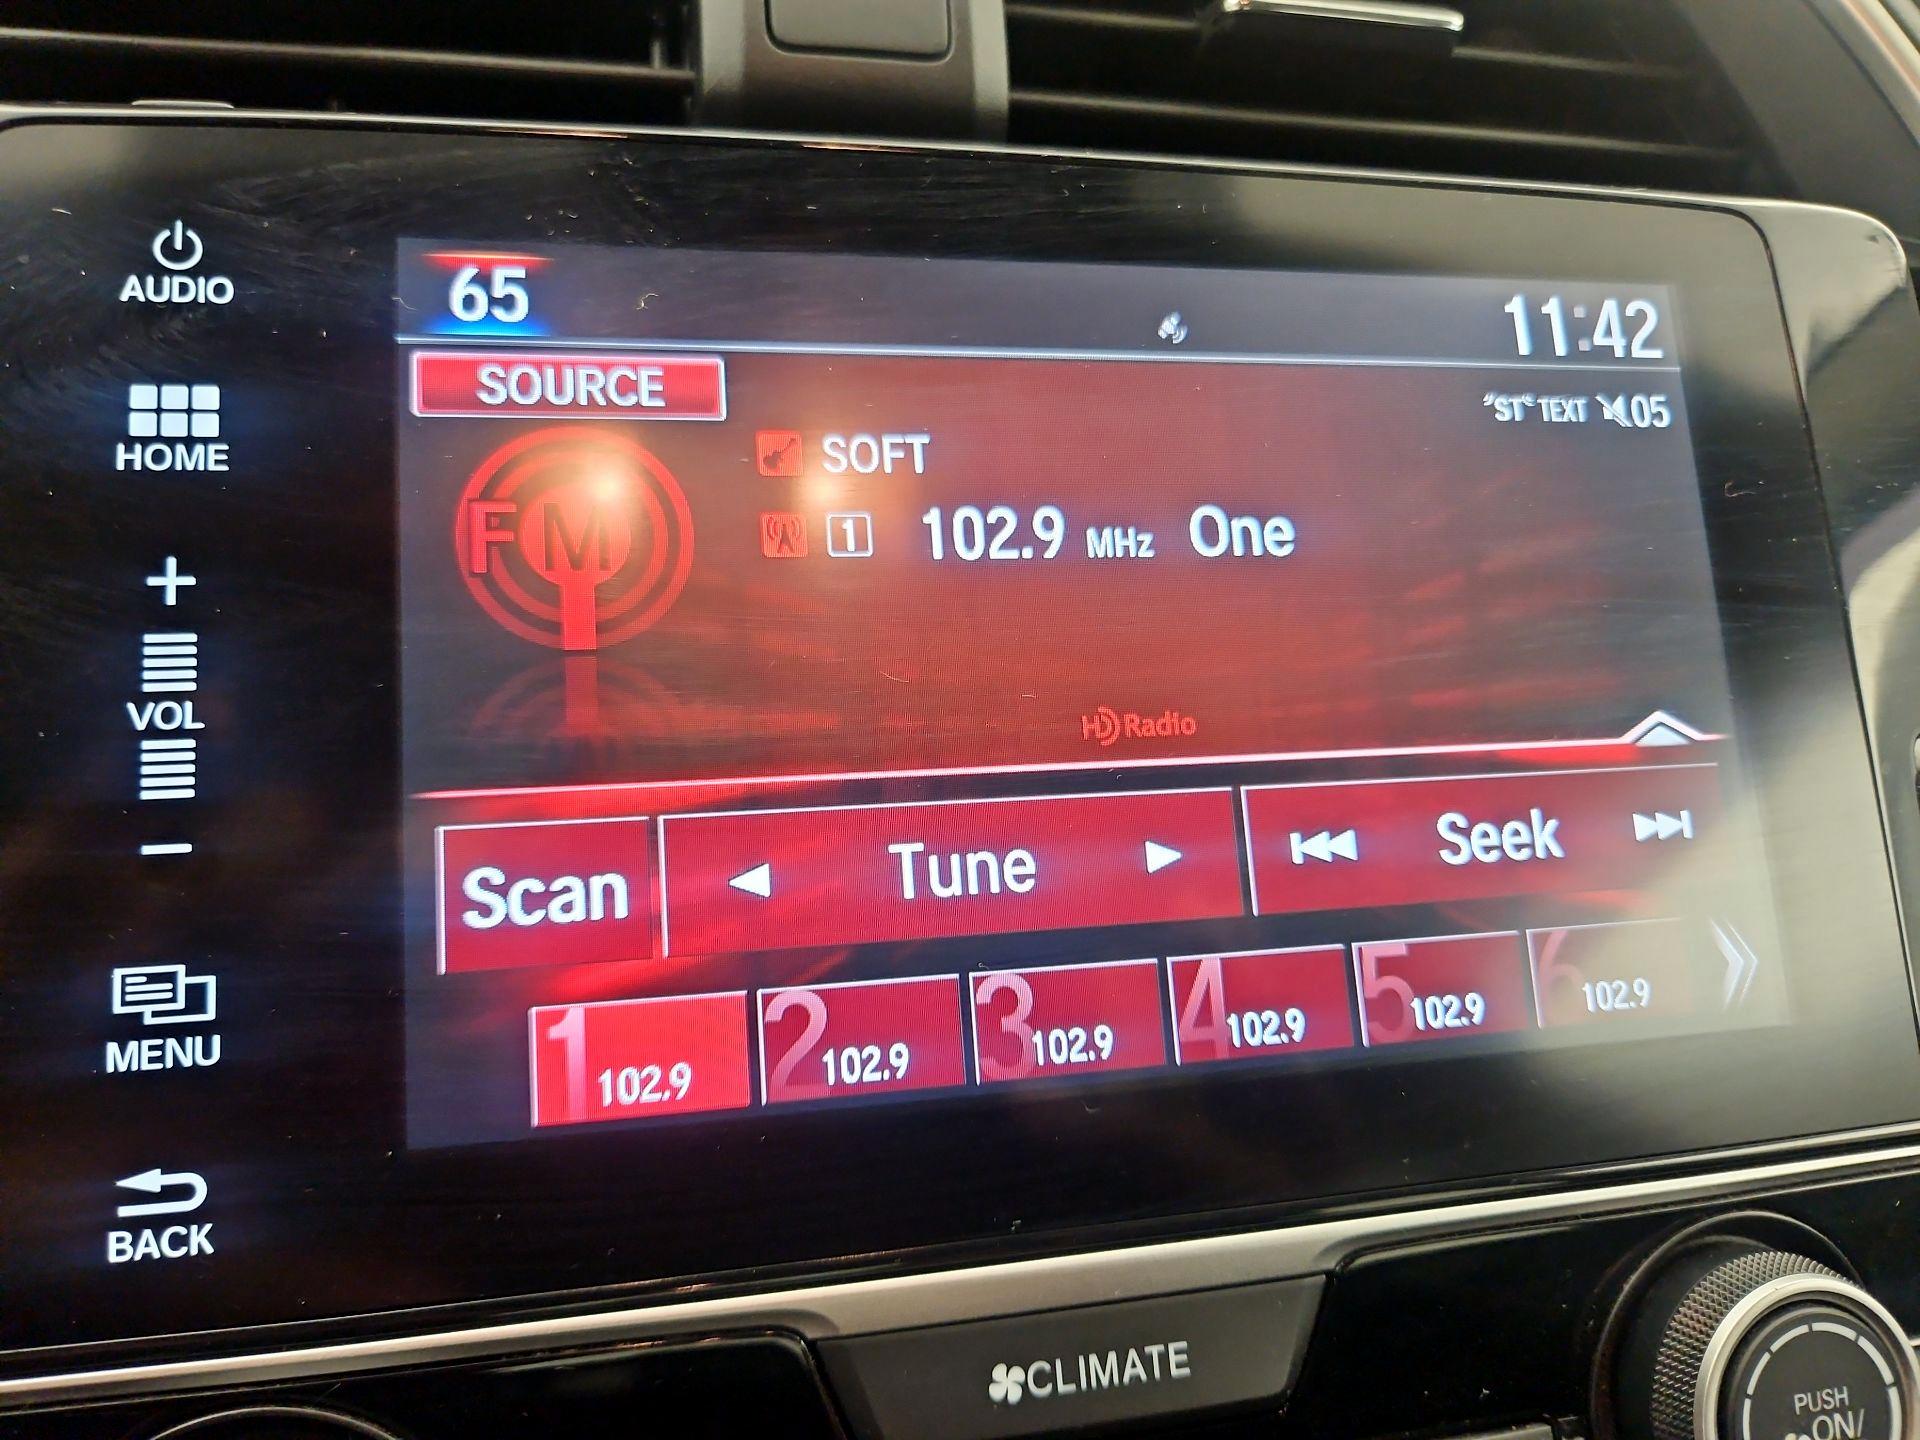 AUDIO
65
11:42
SOURCE
"ST" TEXT 05
HOME
FM
SOFT
1 102.9 MHz One
VOL
HD Radio
Scan
Tune
Seek
1 102.9
2 102.9
3 102.9
4 102.9
5 102.9
6 102.9
MENU
BACK
CLIMATE
PUSH
ON/